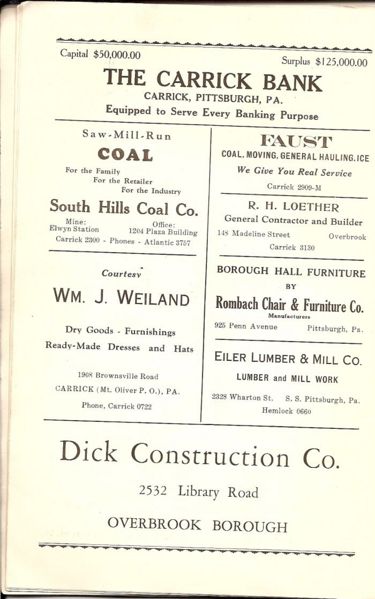 Capital $50,000.00
Surplus $125,000.00
THE CARRICK BANK
CARRICK, PITTSBURGH, PA.
Equipped to Serve Every Banking Purpose
Saw-Mill-Run
COAL
For the Family
For the Retailer
For the Industry
South Hills Coal Co.
Mine: Office:
Elwyn Station 1204 Plaza Building
Carrick 2300 - Phones - Atlantic 3757
Courtesy
WM. J. WEILAND
Dry Goods - Furnishings
Ready-Made Dresses and Hats
1908 Brownsville Road
CARRICK (Mt. Oliver P. O.), PA.
Phone, Carrick 0722
FAUST
COAL, MOVING, GENERAL HAULING, ICE
We Give You Real Service
Carrick 2909-M
R. H. LOETHER
General Contractor and Builder
148 Madeline Street Overbrook
Carrick 3130
BOROUGH HALL FURNITURE
BY
Rombach Chair & Furniture Co.
Manufacturers
925 Penn Avenue Pittsburgh, Pa.
EILER LUMBER & MILL CO.
LUMBER and MILL WORK
2328 Wharton St. S. S. Pittsburgh, Pa.
Hemlock 0660
Dick Construction Co.
2532 Library Road
OVERBROOK BOROUGH